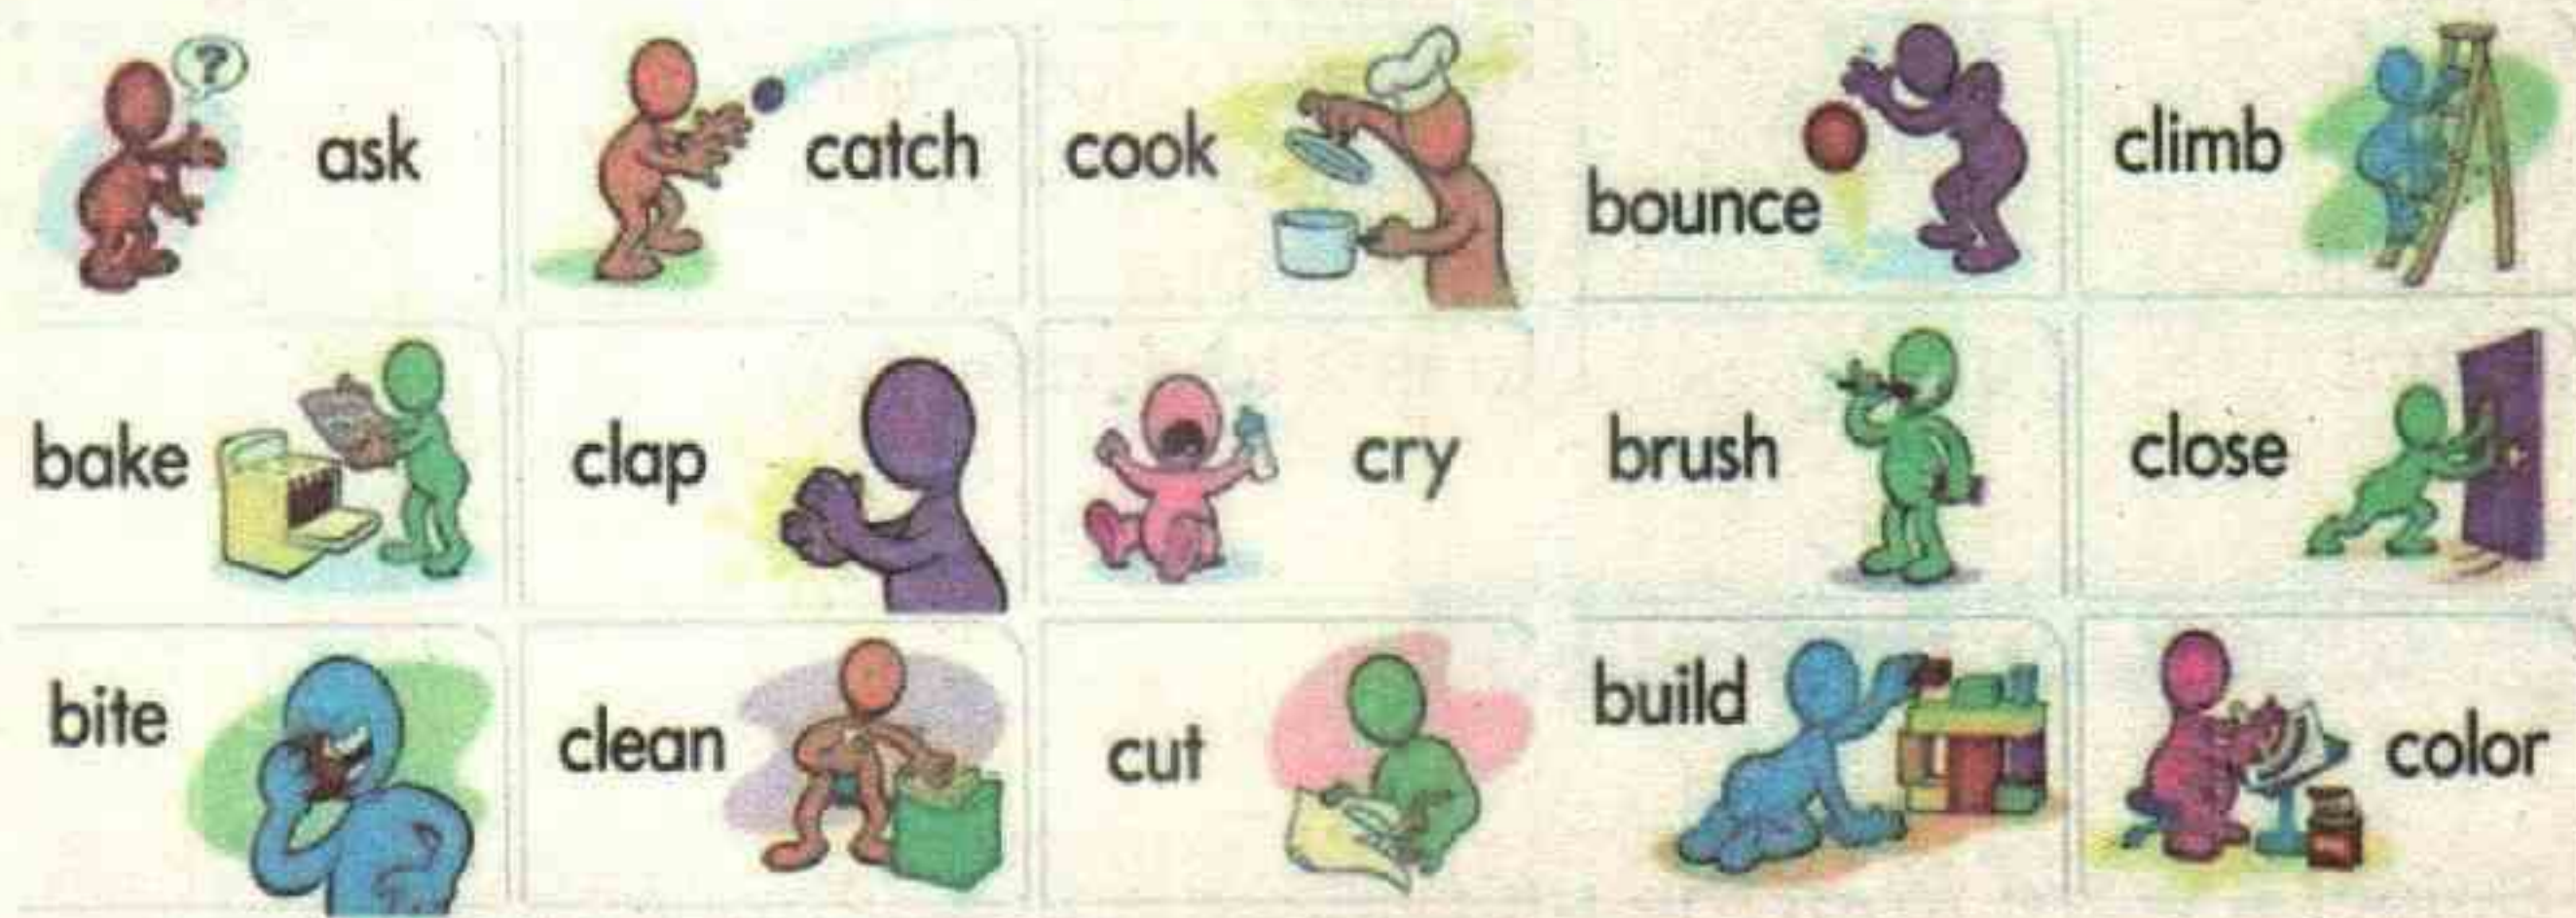 ?
ask
catch
cook
bounce
climb
bake
clap
cry
brush
close
bite
clean
cut
build
color